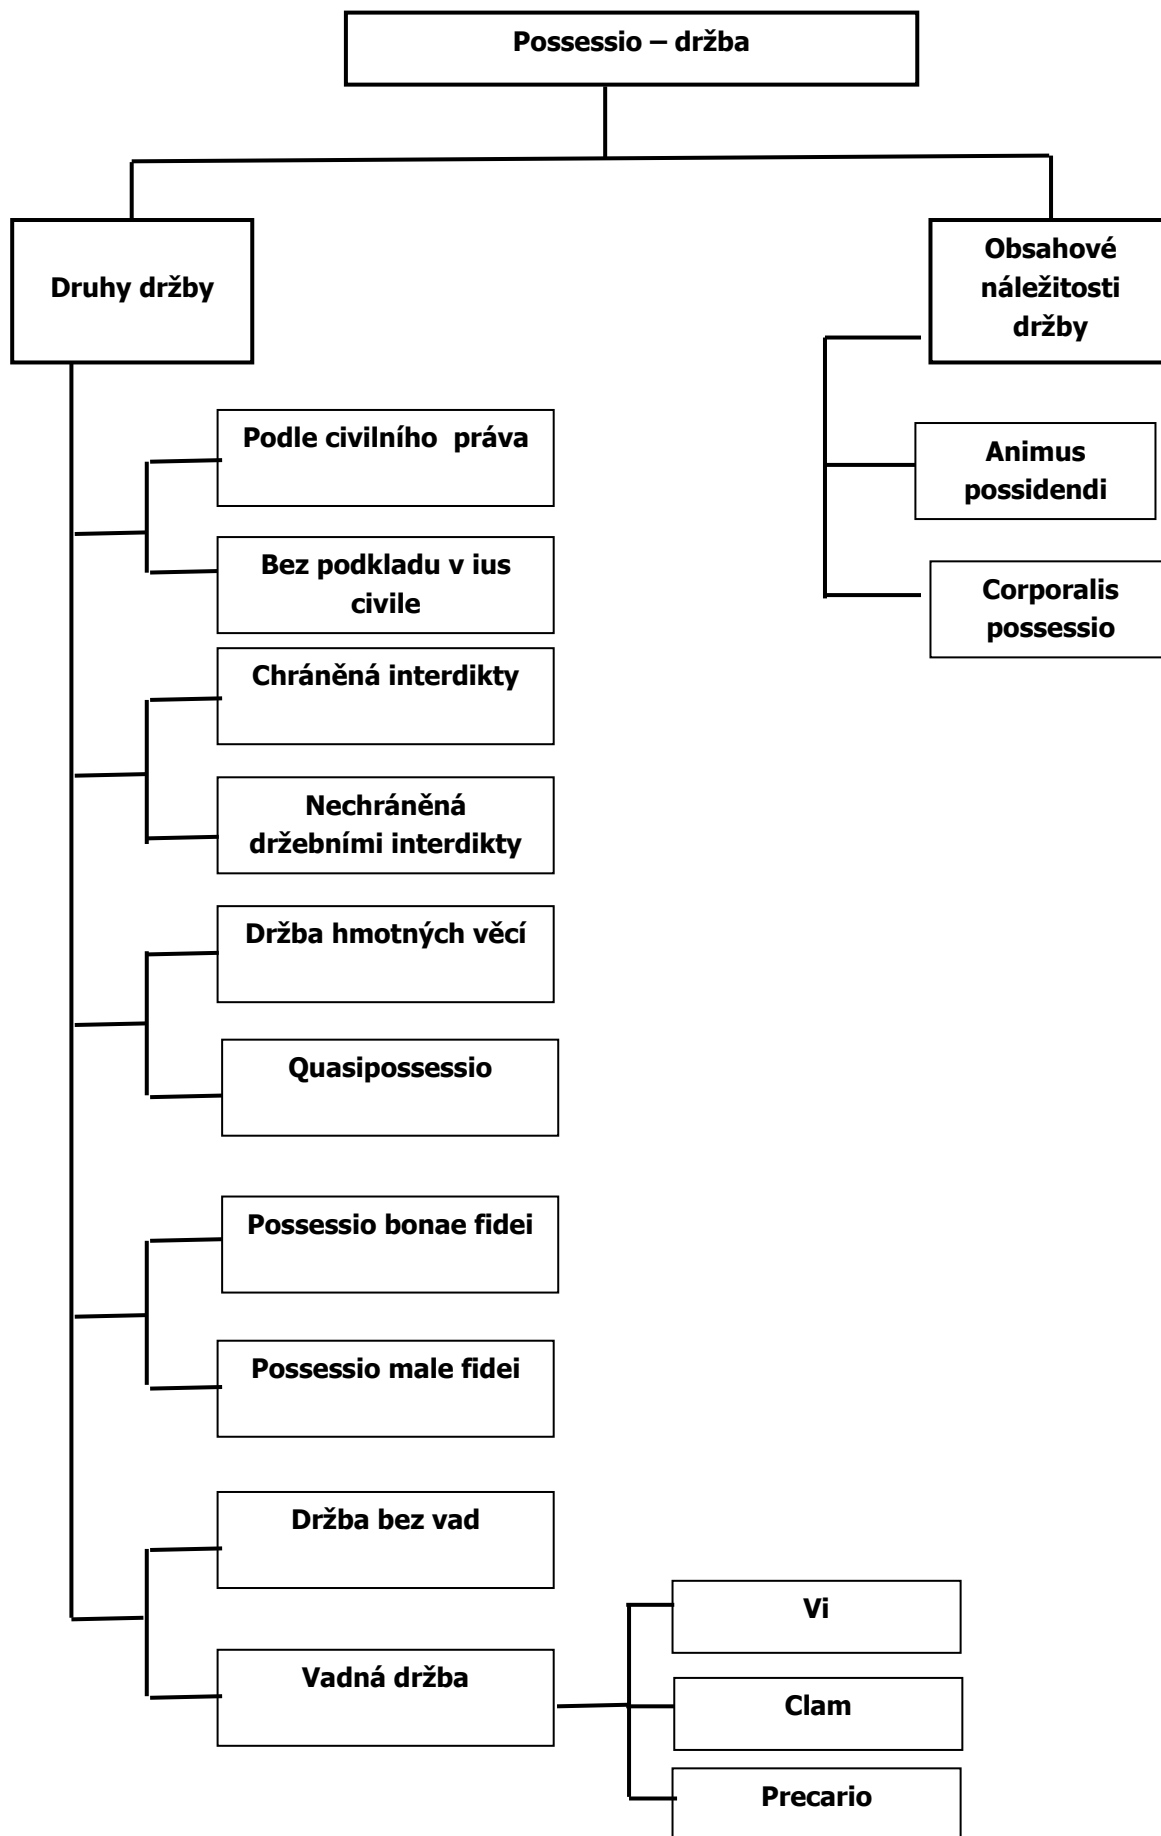 Possessio – držba
Druhy držby
Obsahové
náležitosti
držby
Podle civilního  práva
Animus
possidendi
Bez podkladu v ius
civile
Corporalis
possessio
Chráněná interdikty
Nechráněná
držebními interdikty
Držba hmotných věcí
Quasipossessio
Possessio bonae fidei
Possessio male fidei
Držba bez vad
Vadná držba
Vi
Clam
Precario